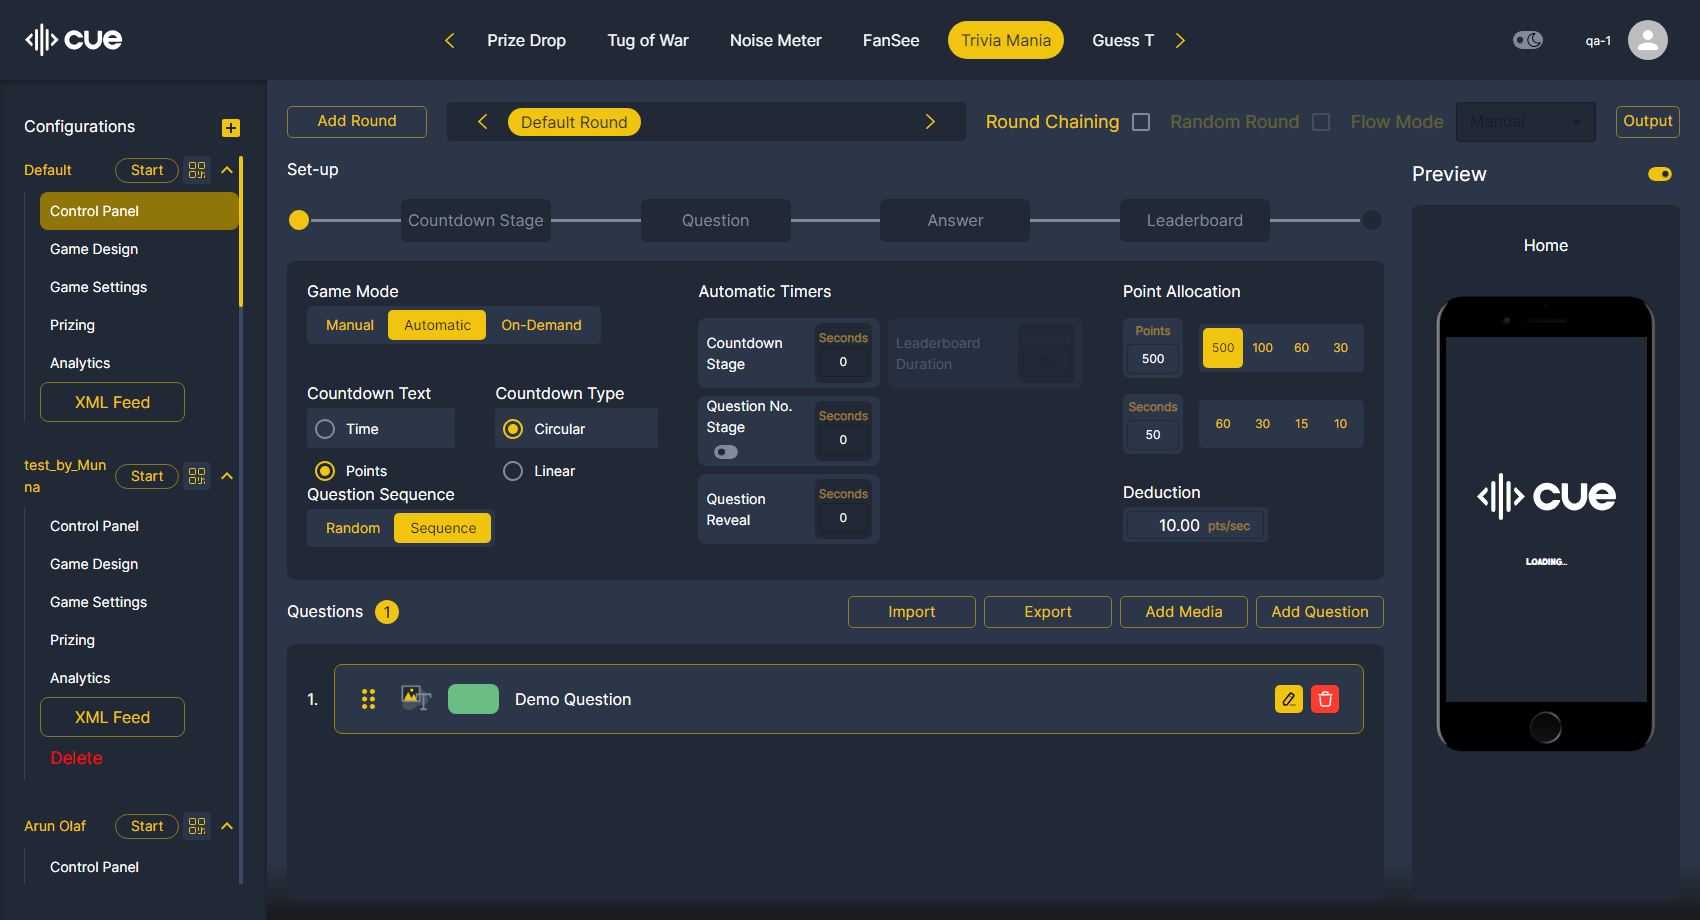 cue
Prize Drop
Tug of War
Noise Meter
FanSee
Trivia Mania
Guess T
qa-1
Configurations
Default
Start
Control Panel
Game Design
Game Settings
Prizing
Analytics
XML Feed
test_by_Mun
na
Start
Control Panel
Game Design
Game Settings
Prizing
Analytics
XML Feed
Delete
Arun Olaf
Start
Control Panel
Add Round
Default Round
Round Chaining
Random Round
Flow Mode
Manual
Output
Set-up
Countdown Stage
Question
Answer
Leaderboard
Game Mode
Manual
Automatic
On-Demand
Countdown Text
Time
Points
Countdown Type
Circular
Linear
Question Sequence
Random
Sequence
Automatic Timers
Countdown
Stage
Seconds
0
Leaderboard
Duration
Seconds
10
Question No.
Stage
Seconds
0
Question
Reveal
Seconds
0
Point Allocation
Points
500
500
100
60
30
Seconds
50
60
30
15
10
Deduction
10.00 pts/sec
Questions
1
Import
Export
Add Media
Add Question
1.
T
Demo Question
Preview
Home
cue
LOADING...